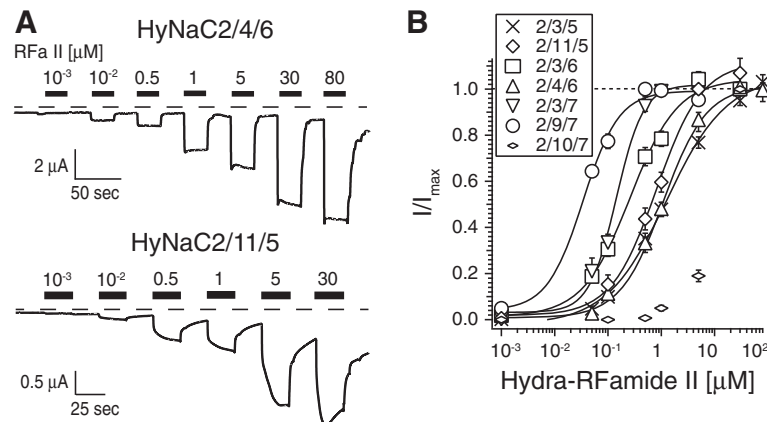 A
HyNaC2/4/6
RFa II [µM]
10⁻³ 10⁻² 0.5 1 5 30 80
2 µA
50 sec
HyNaC2/11/5
10⁻³ 10⁻² 0.5 1 5 30
0.5 µA
25 sec
B
2/3/5
2/11/5
2/3/6
2/4/6
2/3/7
2/9/7
2/10/7
I/Imax
1.0
0.8
0.6
0.4
0.2
0.0
10⁻³ 10⁻² 10⁻¹ 1 10 10²
Hydra-RFamide II [µM]